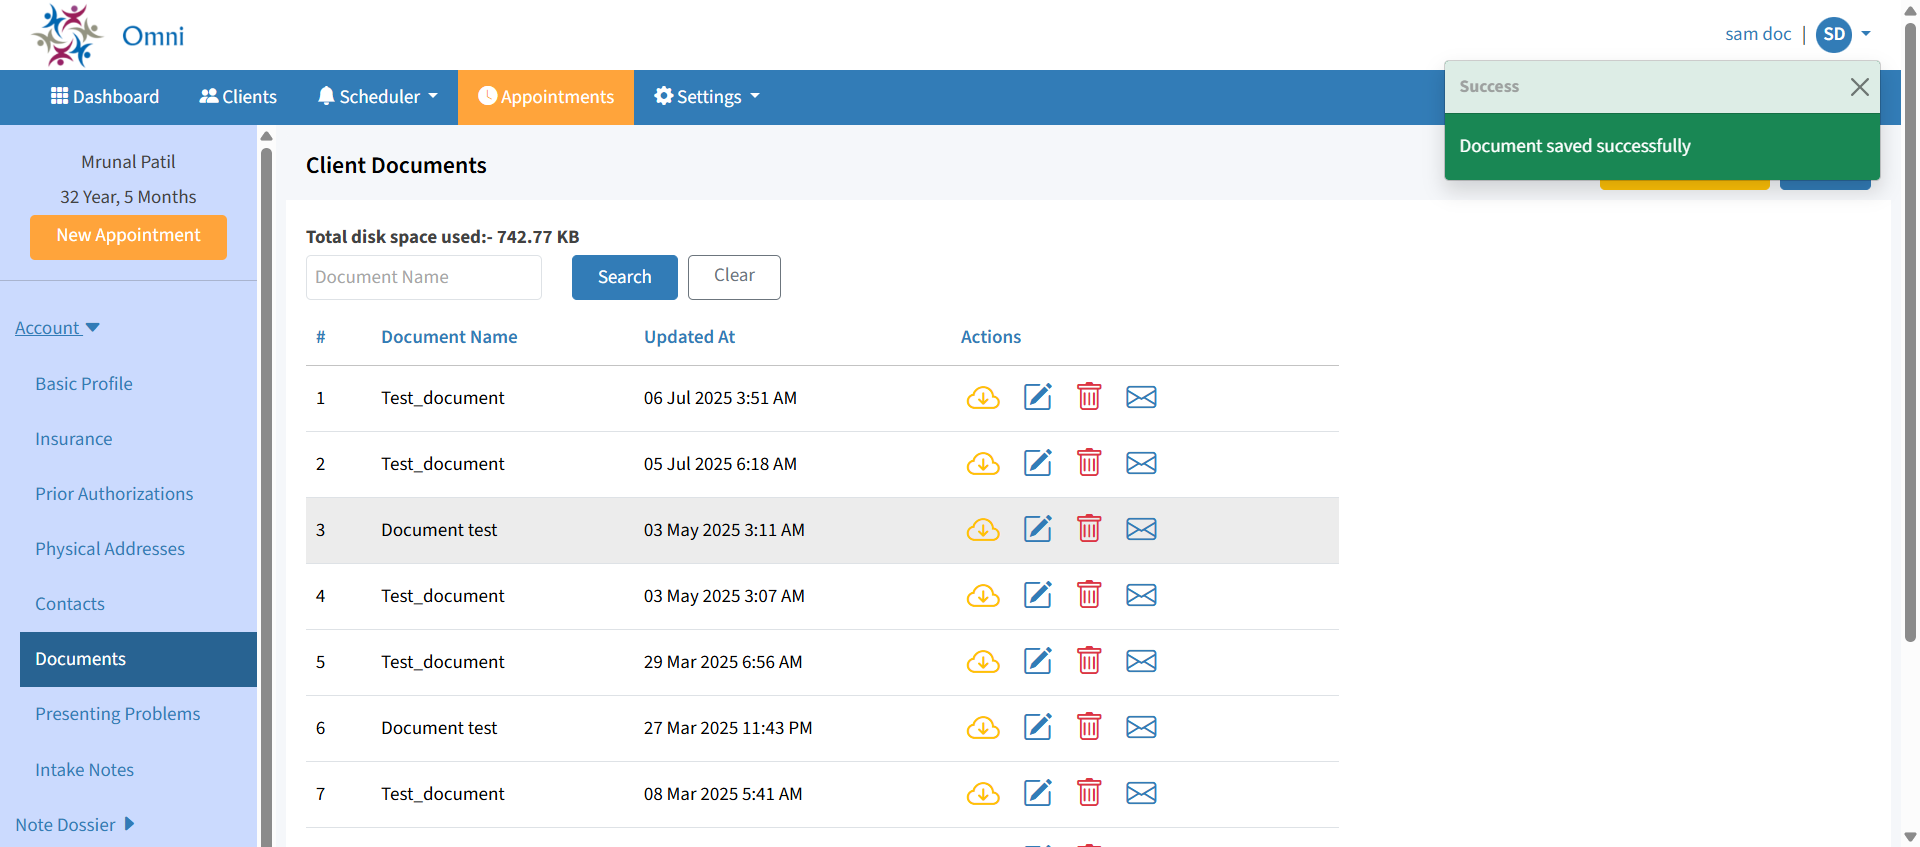 Omni
sam doc | SD
Dashboard Clients Scheduler Appointments Settings
Success
Document saved successfully
Mrunal Patil
32 Year, 5 Months
New Appointment
Account
Basic Profile
Insurance
Prior Authorizations
Physical Addresses
Contacts
Documents
Presenting Problems
Intake Notes
Note Dossier
Client Documents
Total disk space used:- 742.77 KB
Document Name Search Clear
# Document Name Updated At Actions
1 Test_document 06 Jul 2025 3:51 AM
2 Test_document 05 Jul 2025 6:18 AM
3 Document test 03 May 2025 3:11 AM
4 Test_document 03 May 2025 3:07 AM
5 Test_document 29 Mar 2025 6:56 AM
6 Document test 27 Mar 2025 11:43 PM
7 Test_document 08 Mar 2025 5:41 AM